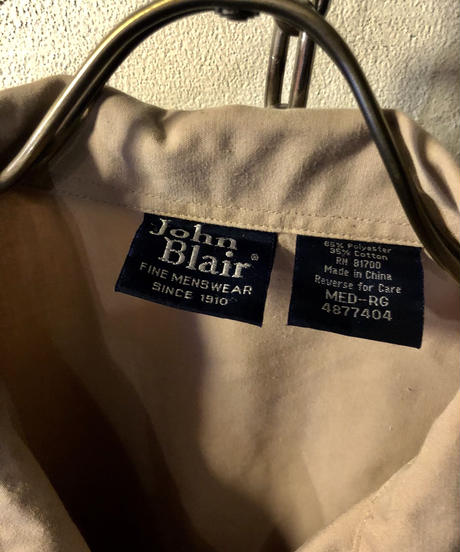 John
Blair®
FINE MENSWEAR
SINCE 1910
65% Polyester
35% Cotton
RN 81700
Made in China
Reverse for Care
MED--RG
4877404